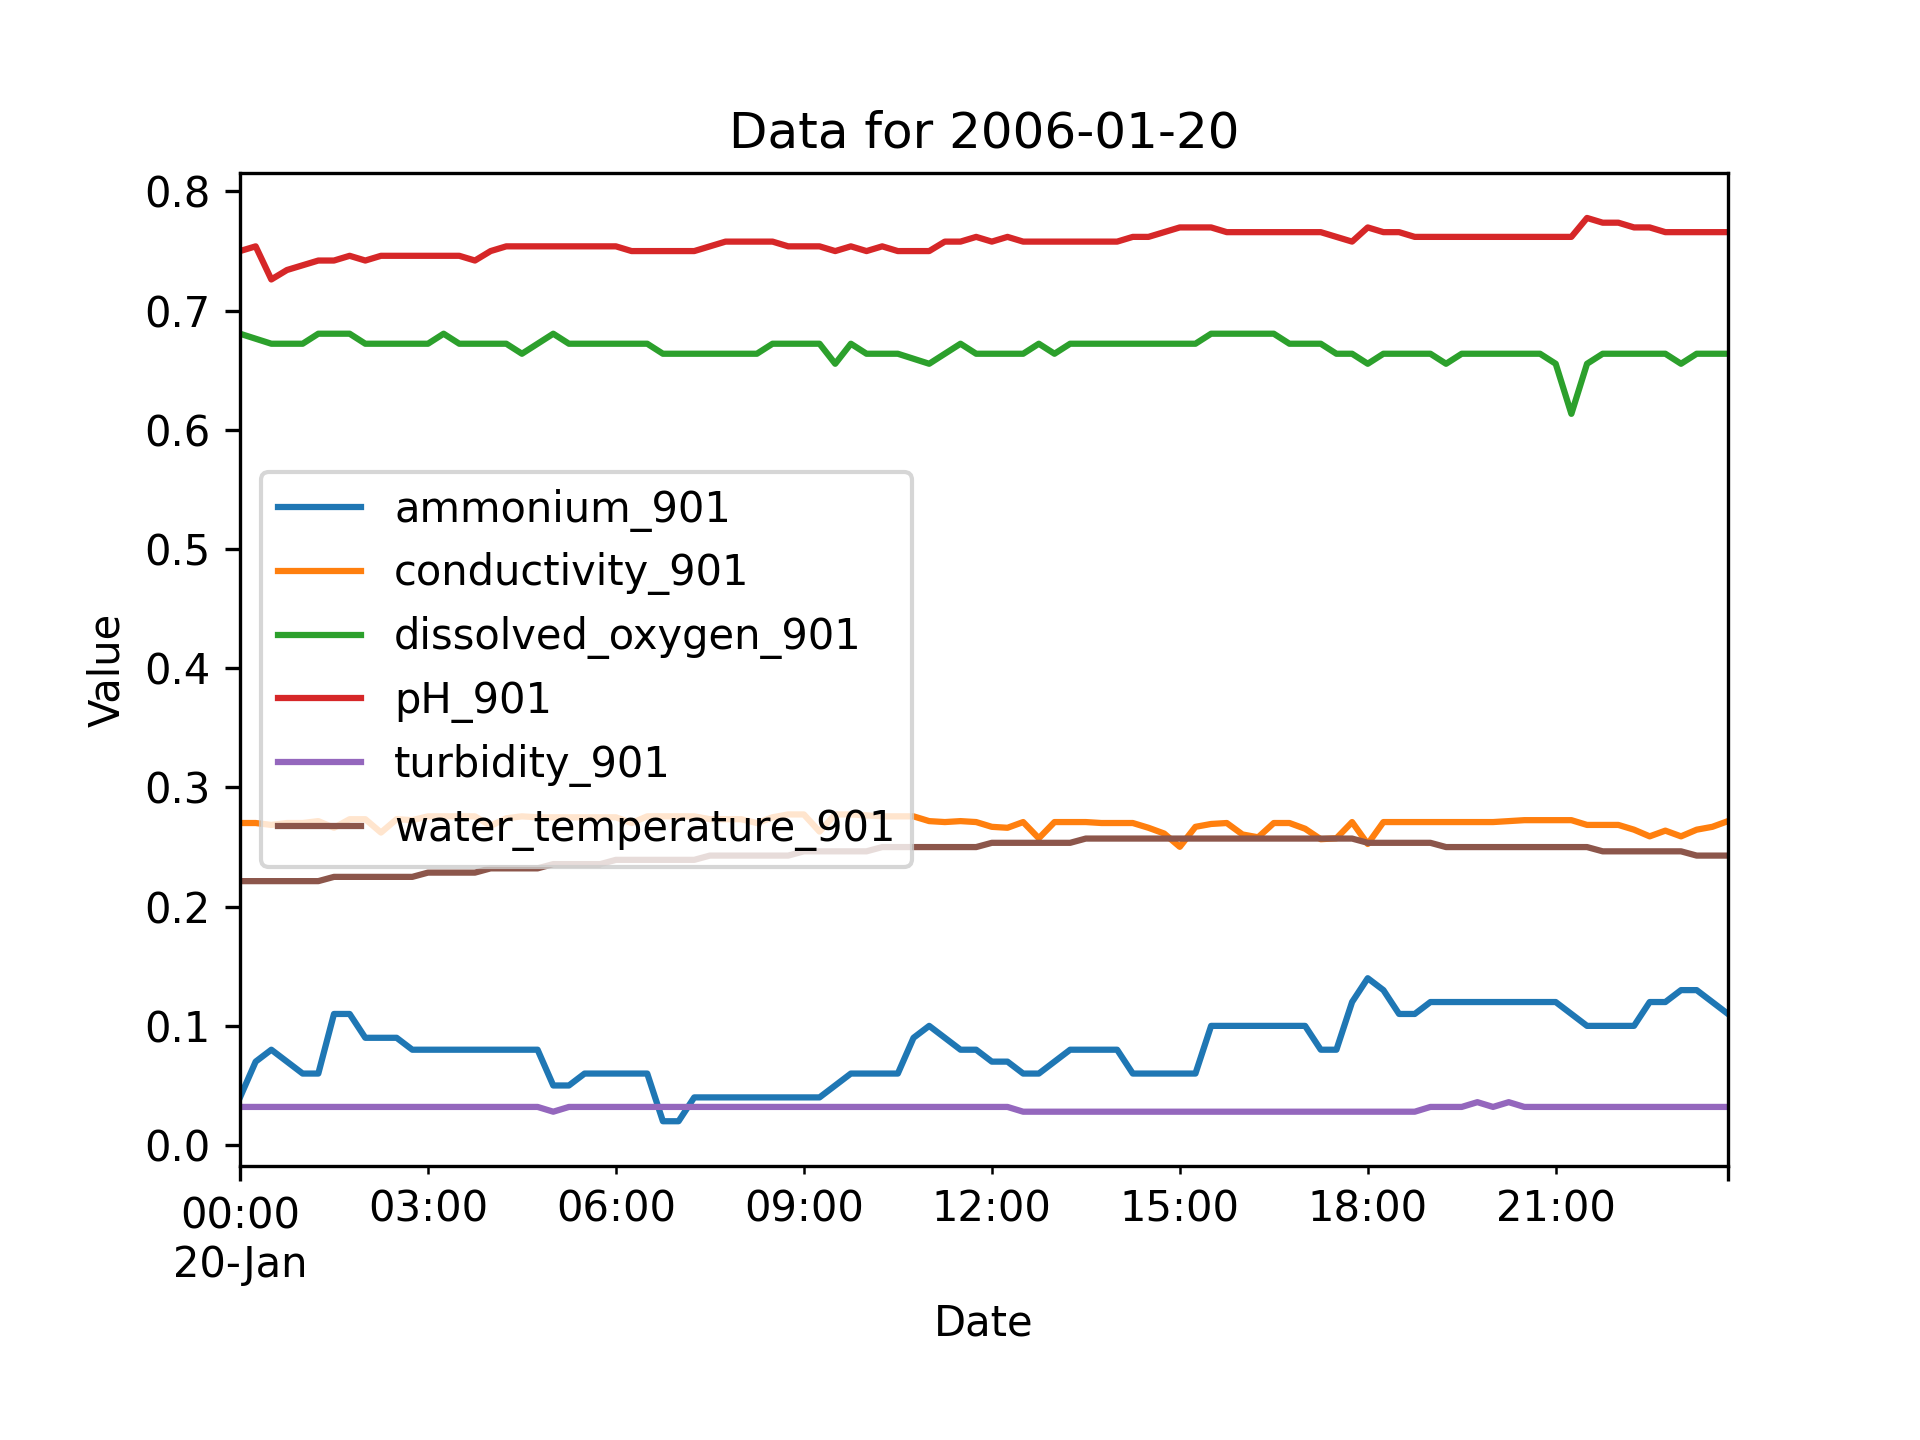 Data for 2006-01-20
0.8
0.7
0.6
0.5
0.4
0.3
0.2
0.1
0.0
Value
ammonium_901
conductivity_901
dissolved_oxygen_901
pH_901
turbidity_901
water_temperature_901
00:00 03:00 06:00 09:00 12:00 15:00 18:00 21:00
20-Jan
Date